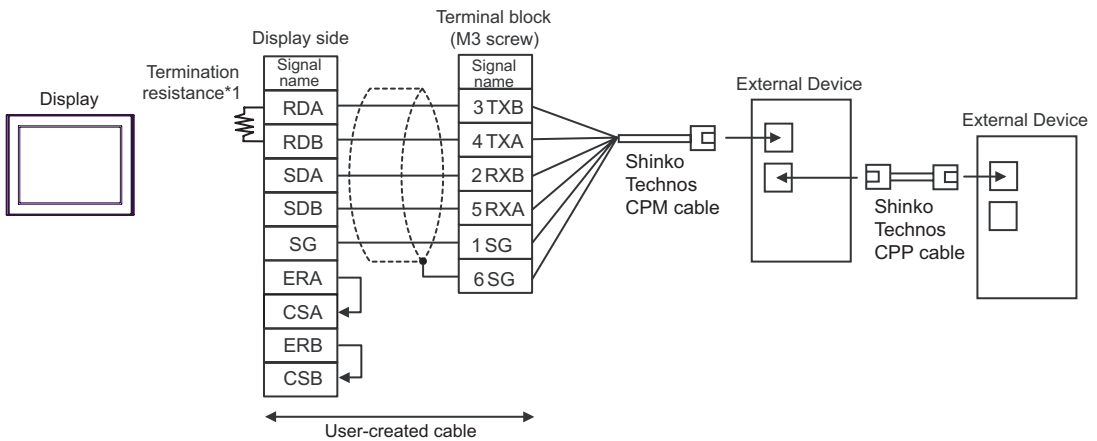 Display
Termination
resistance*1
Display side
Signal
name
RDA
RDB
SDA
SDB
SG
ERA
CSA
ERB
CSB
Terminal block
(M3 screw)
Signal
name
3 TXB
4 TXA
2 RXB
5 RXA
1 SG
6 SG
User-created cable
Shinko
Technos
CPM cable
External Device
Shinko
Technos
CPP cable
External Device